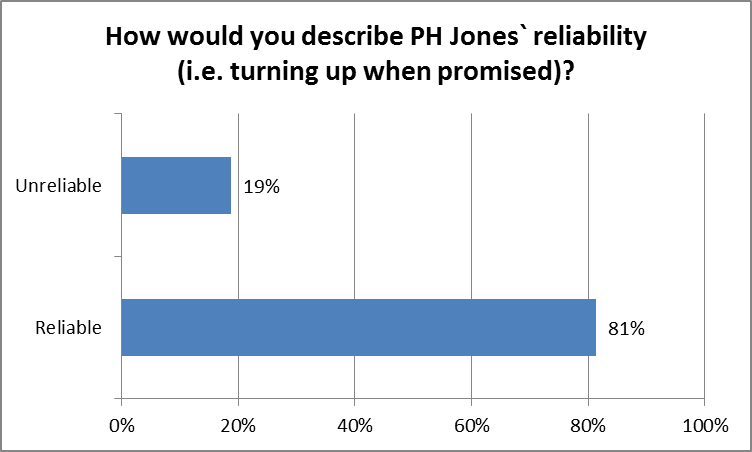 How would you describe PH Jones` reliability
(i.e. turning up when promised)?
Unreliable
19%
Reliable
81%
0%
20%
40%
60%
80%
100%